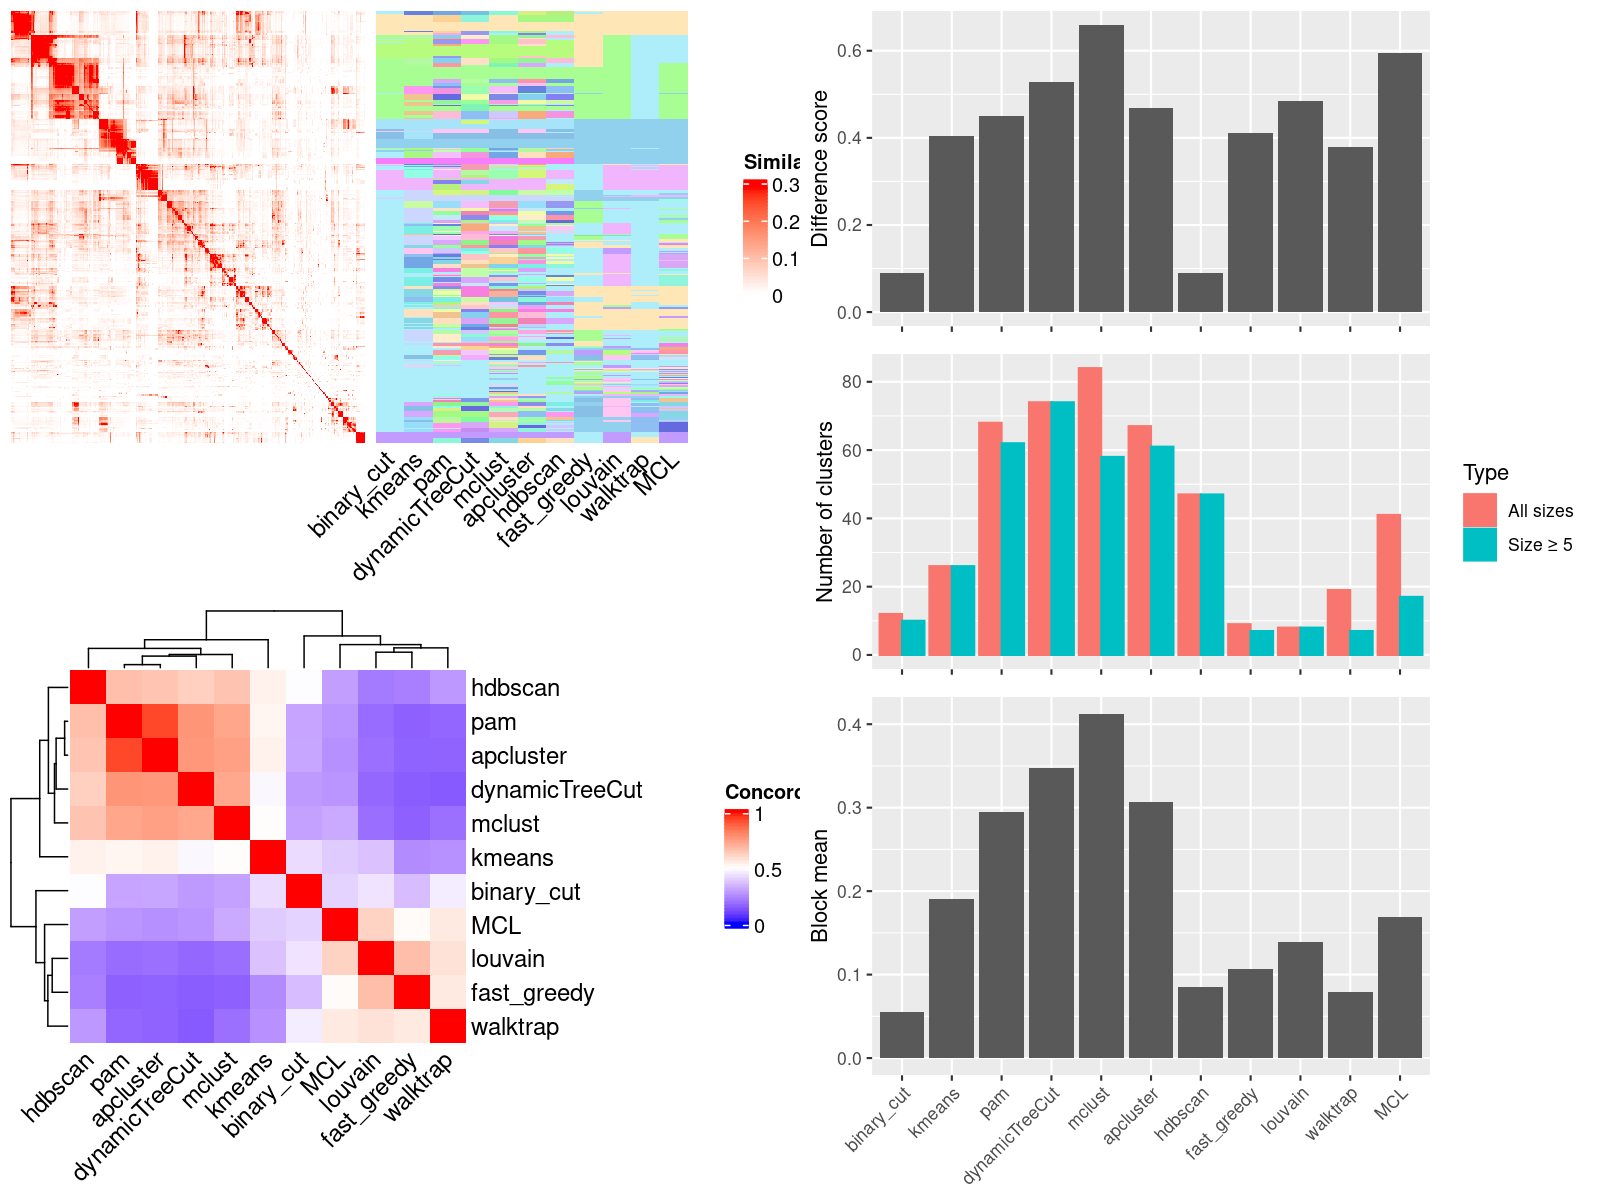 Simila
0.3
0.2
0.1
0
binary_cut
kmeans
pam
dynamicTreeCut
mclust
apcluster
hdbscan
fast_greedy
louvain
walktrap
MCL
hdbscan
pam
apcluster
dynamicTreeCut
mclust
kmeans
binary_cut
MCL
louvain
fast_greedy
walktrap
Concord
1
0.5
0
hdbscan
pam
apcluster
dynamicTreeCut
mclust
kmeans
binary_cut
MCL
louvain
fast_greedy
walktrap
Difference score
0.6
0.4
0.2
0.0
Number of clusters
80
60
40
20
0
Type
All sizes
Size ≥ 5
Block mean
0.4
0.3
0.2
0.1
0.0
binary_cut
kmeans
pam
dynamicTreeCut
mclust
apcluster
hdbscan
fast_greedy
louvain
walktrap
MCL